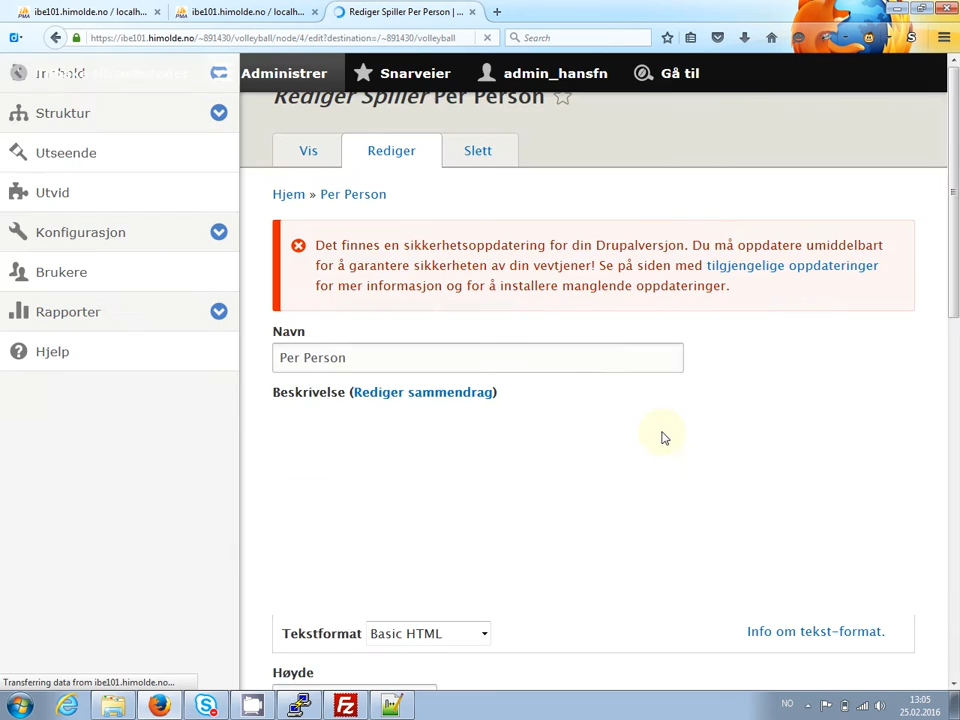 ibe101.himolde.no / localh...
ibe101.himolde.no / localh...
Rediger Spiller Per Person | ...
https://ibe101.himolde.no/~891430/volleyball/node/4/edit?destination=/~891430/volleyball
Search
Administrer
Snarveier
admin_hansfn
Gå til
Struktur
Utseende
Utvid
Konfigurasjon
Brukere
Rapporter
Hjelp
Rediger Spiller Per Person
Vis
Rediger
Slett
Hjem » Per Person
Det finnes en sikkerhetsoppdatering for din Drupalversjon. Du må oppdatere umiddelbart
for å garantere sikkerheten av din vevtjener! Se på siden med tilgjengelige oppdateringer
for mer informasjon og for å installere manglende oppdateringer.
Navn
Per Person
Beskrivelse (Rediger sammendrag)
Tekstformat Basic HTML
Info om tekst-format.
Høyde
Transferring data from ibe101.himolde.no...
NO
13:05
25.02.2016